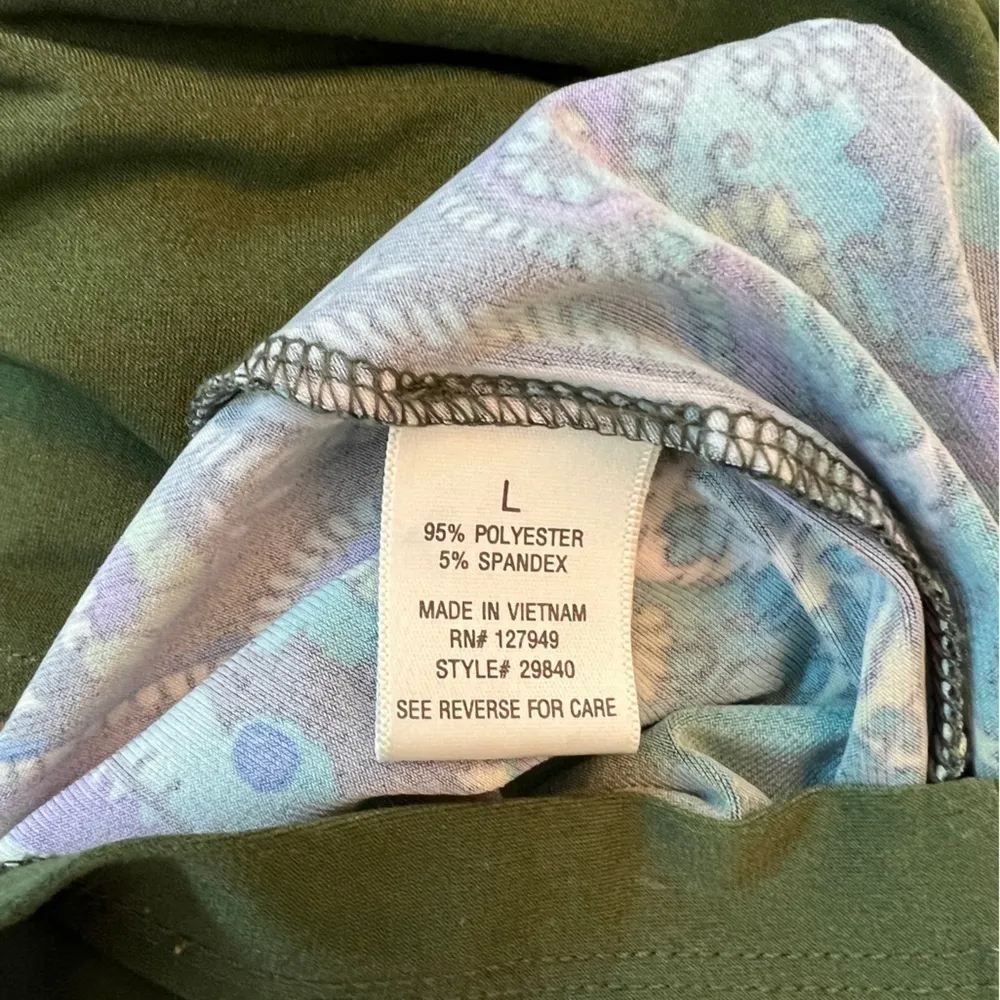 L
95% POLYESTER
5% SPANDEX
MADE IN VIETNAM
RN# 127949
STYLE# 29840
SEE REVERSE FOR CARE